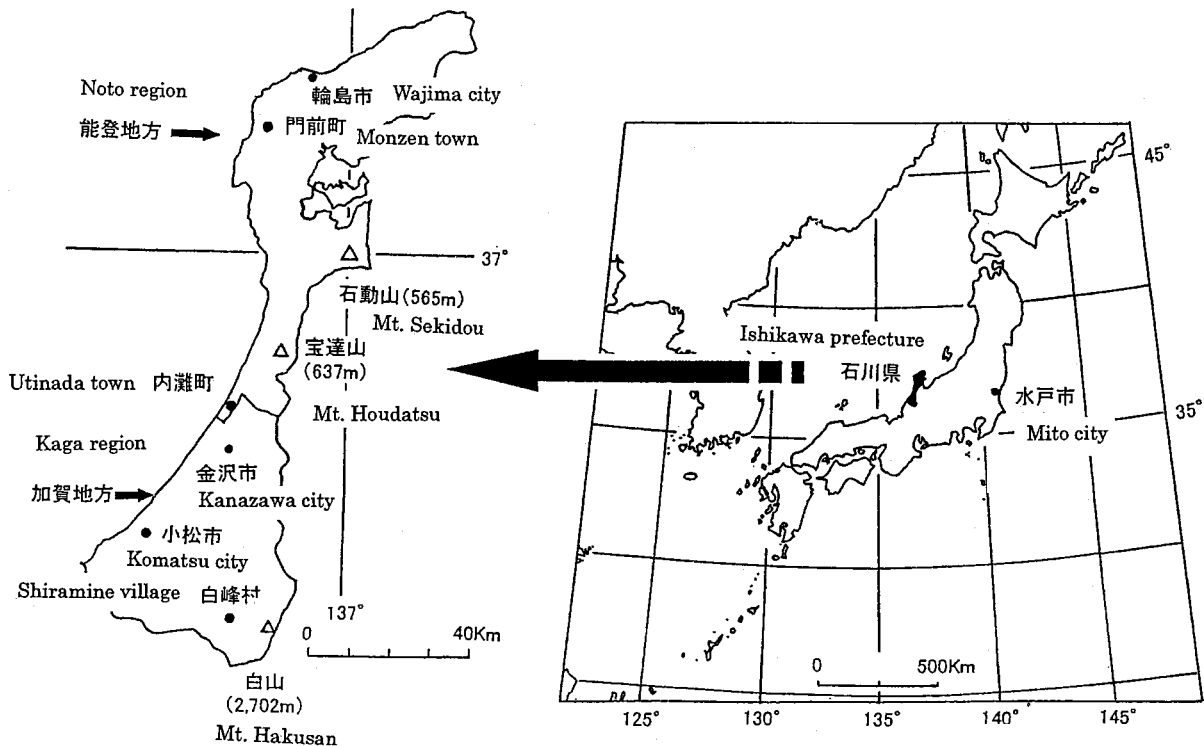 Noto region
能登地方
輪島市 Wajima city
門前町
Monzen town
37°
石動山(565m)
Mt. Sekidou
宝達山
(637m)
Mt. Houdatsu
Utinada town 内灘町
Kaga region
加賀地方
金沢市
Kanazawa city
小松市
Komatsu city
Shiramine village 白峰村
137°
0 40Km
白山
(2,702m)
Mt. Hakusan
45°
Ishikawa prefecture
石川県
水戸市
Mito city
35°
0 500Km
125° 130° 135° 140° 145°